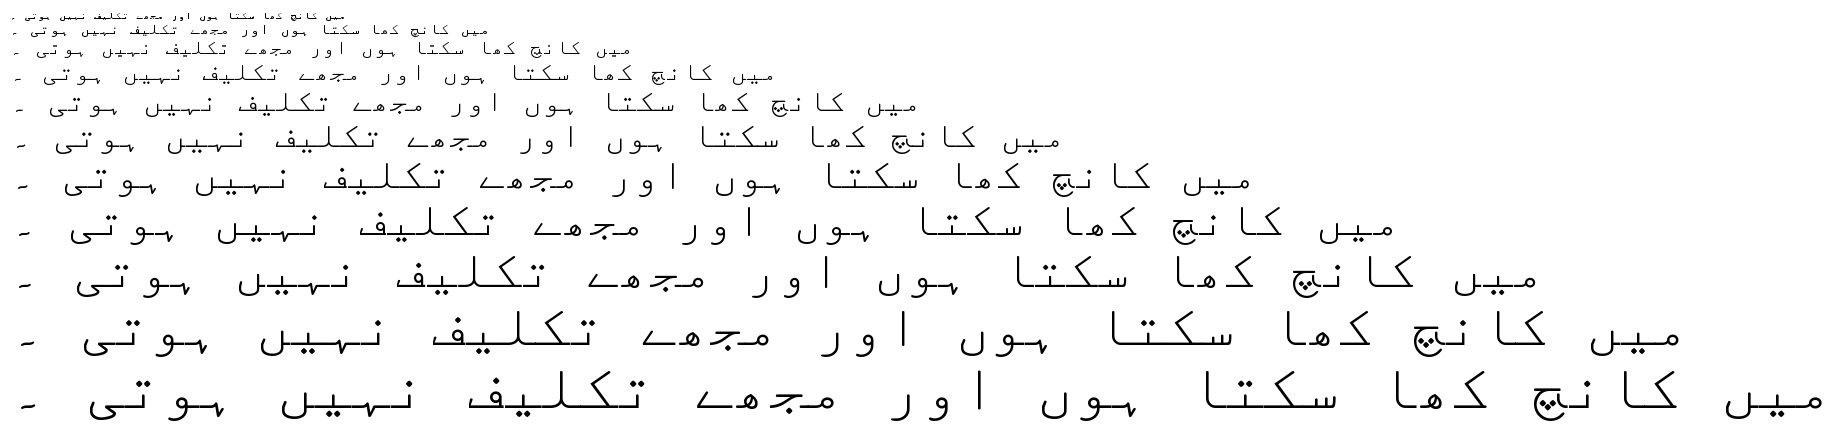 میں کانچ کھا سکتا ہوں اور مجھے تکلیف نہیں ہوتی ۔
میں کانچ کھا سکتا ہوں اور مجھے تکلیف نہیں ہوتی ۔
میں کانچ کھا سکتا ہوں اور مجھے تکلیف نہیں ہوتی ۔
میں کانچ کھا سکتا ہوں اور مجھے تکلیف نہیں ہوتی ۔
میں کانچ کھا سکتا ہوں اور مجھے تکلیف نہیں ہوتی ۔
میں کانچ کھا سکتا ہوں اور مجھے تکلیف نہیں ہوتی ۔
میں کانچ کھا سکتا ہوں اور مجھے تکلیف نہیں ہوتی ۔
میں کانچ کھا سکتا ہوں اور مجھے تکلیف نہیں ہوتی ۔
میں کانچ کھا سکتا ہوں اور مجھے تکلیف نہیں ہوتی ۔
میں کانچ کھا سکتا ہوں اور مجھے تکلیف نہیں ہوتی ۔
میں کانچ کھا سکتا ہوں اور مجھے تکلیف نہیں ہوتی ۔